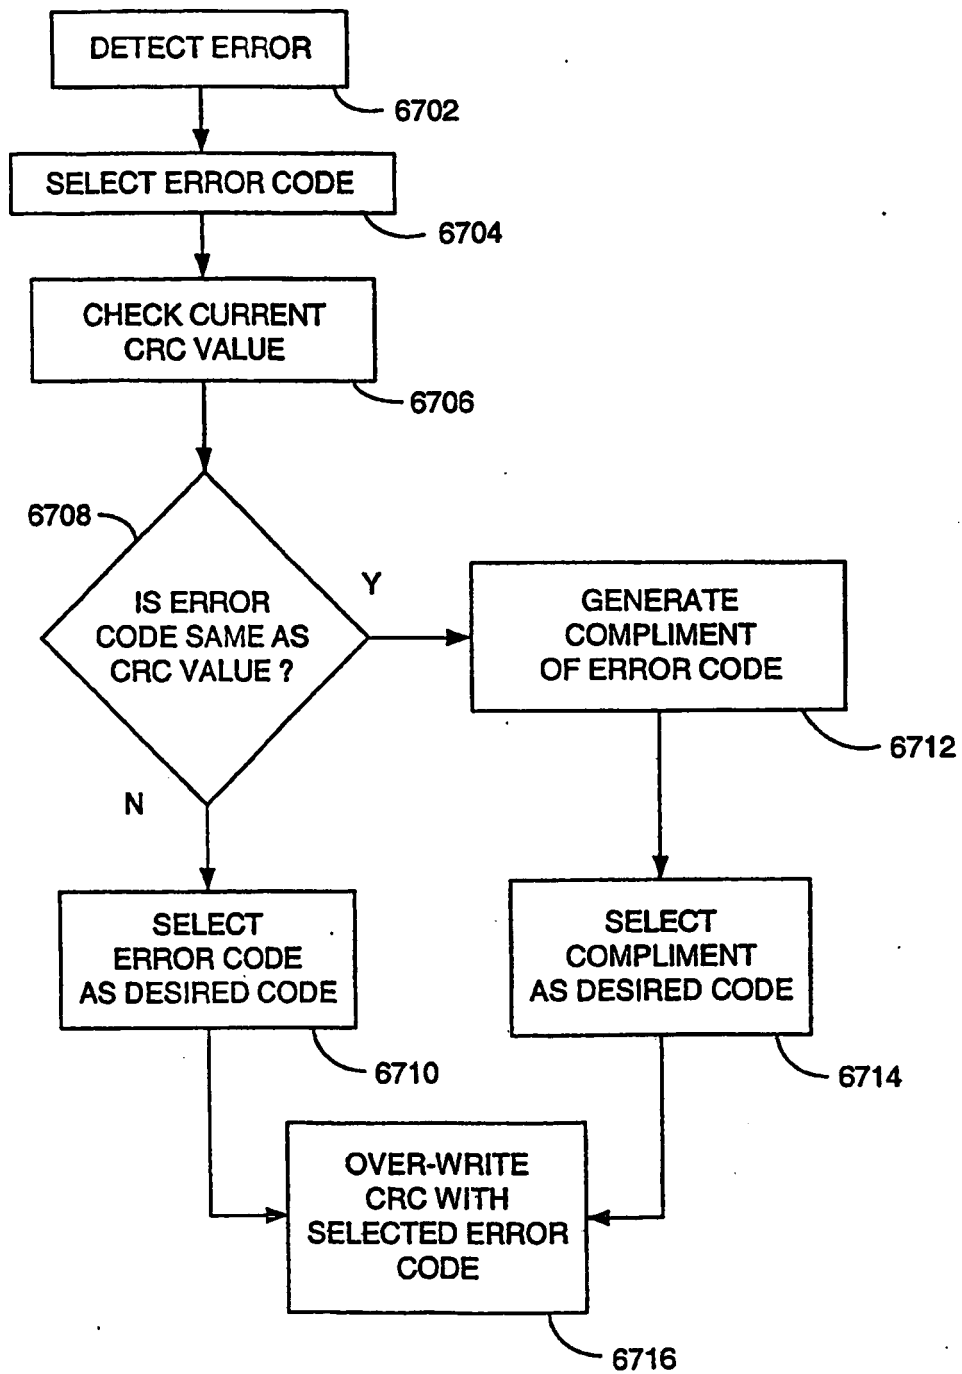 DETECT ERROR
6702
SELECT ERROR CODE
6704
CHECK CURRENT
CRC VALUE
6706
6708
IS ERROR
CODE SAME AS
CRC VALUE ?
Y
N
GENERATE
COMPLIMENT
OF ERROR CODE
6712
SELECT
ERROR CODE
AS DESIRED CODE
6710
SELECT
COMPLIMENT
AS DESIRED CODE
6714
OVER-WRITE
CRC WITH
SELECTED ERROR
CODE
6716